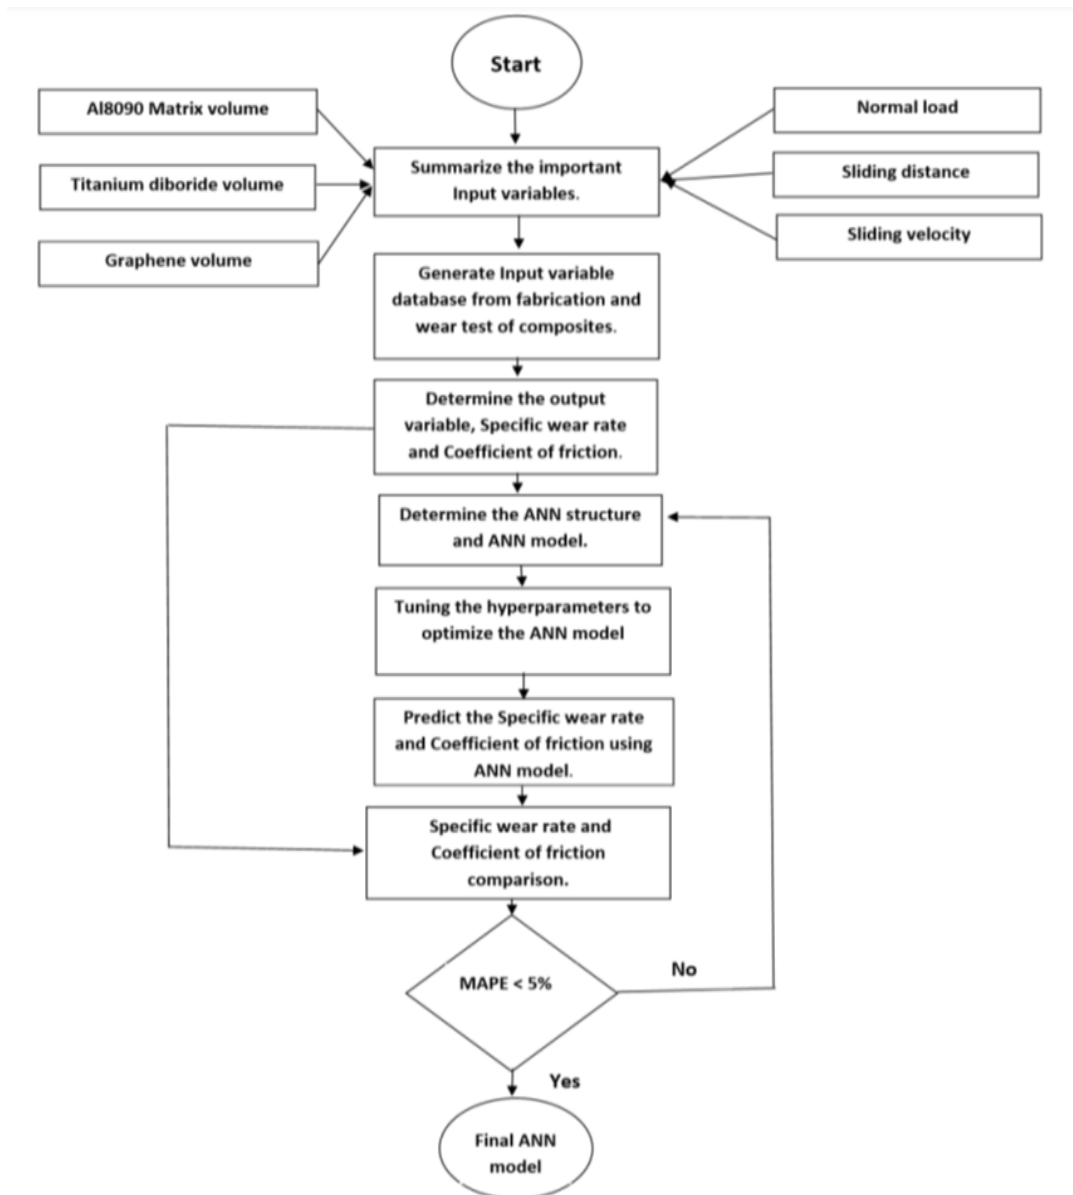 Start
Al8090 Matrix volume
Titanium diboride volume
Graphene volume
Normal load
Sliding distance
Sliding velocity
Summarize the important
Input variables.
Generate Input variable
database from fabrication and
wear test of composites.
Determine the output
variable, Specific wear rate
and Coefficient of friction.
Determine the ANN structure
and ANN model.
Tuning the hyperparameters to
optimize the ANN model
Predict the Specific wear rate
and Coefficient of friction using
ANN model.
Specific wear rate and
Coefficient of friction
comparison.
MAPE < 5%
No
Yes
Final ANN
model